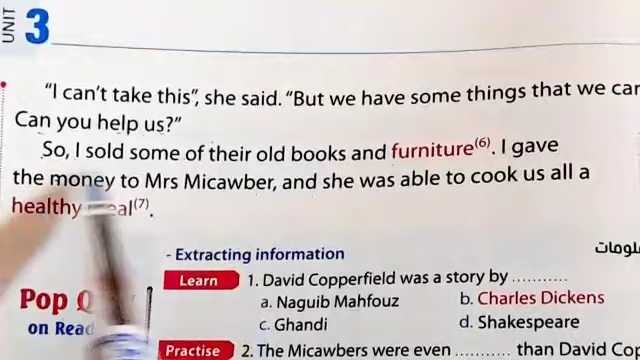 UNIT 3
"I can't take this", she said. "But we have some things that we can
Can you help us?"
So, I sold some of their old books and furniture(6). I gave
the money to Mrs Micawber, and she was able to cook us all a
healthy (7).
- Extracting information
Learn 1. David Copperfield was a story by ...........
a. Naguib Mahfouz b. Charles Dickens
c. Ghandi d. Shakespeare
Pop
on
Practise 2. The Micawbers were even ........... than David